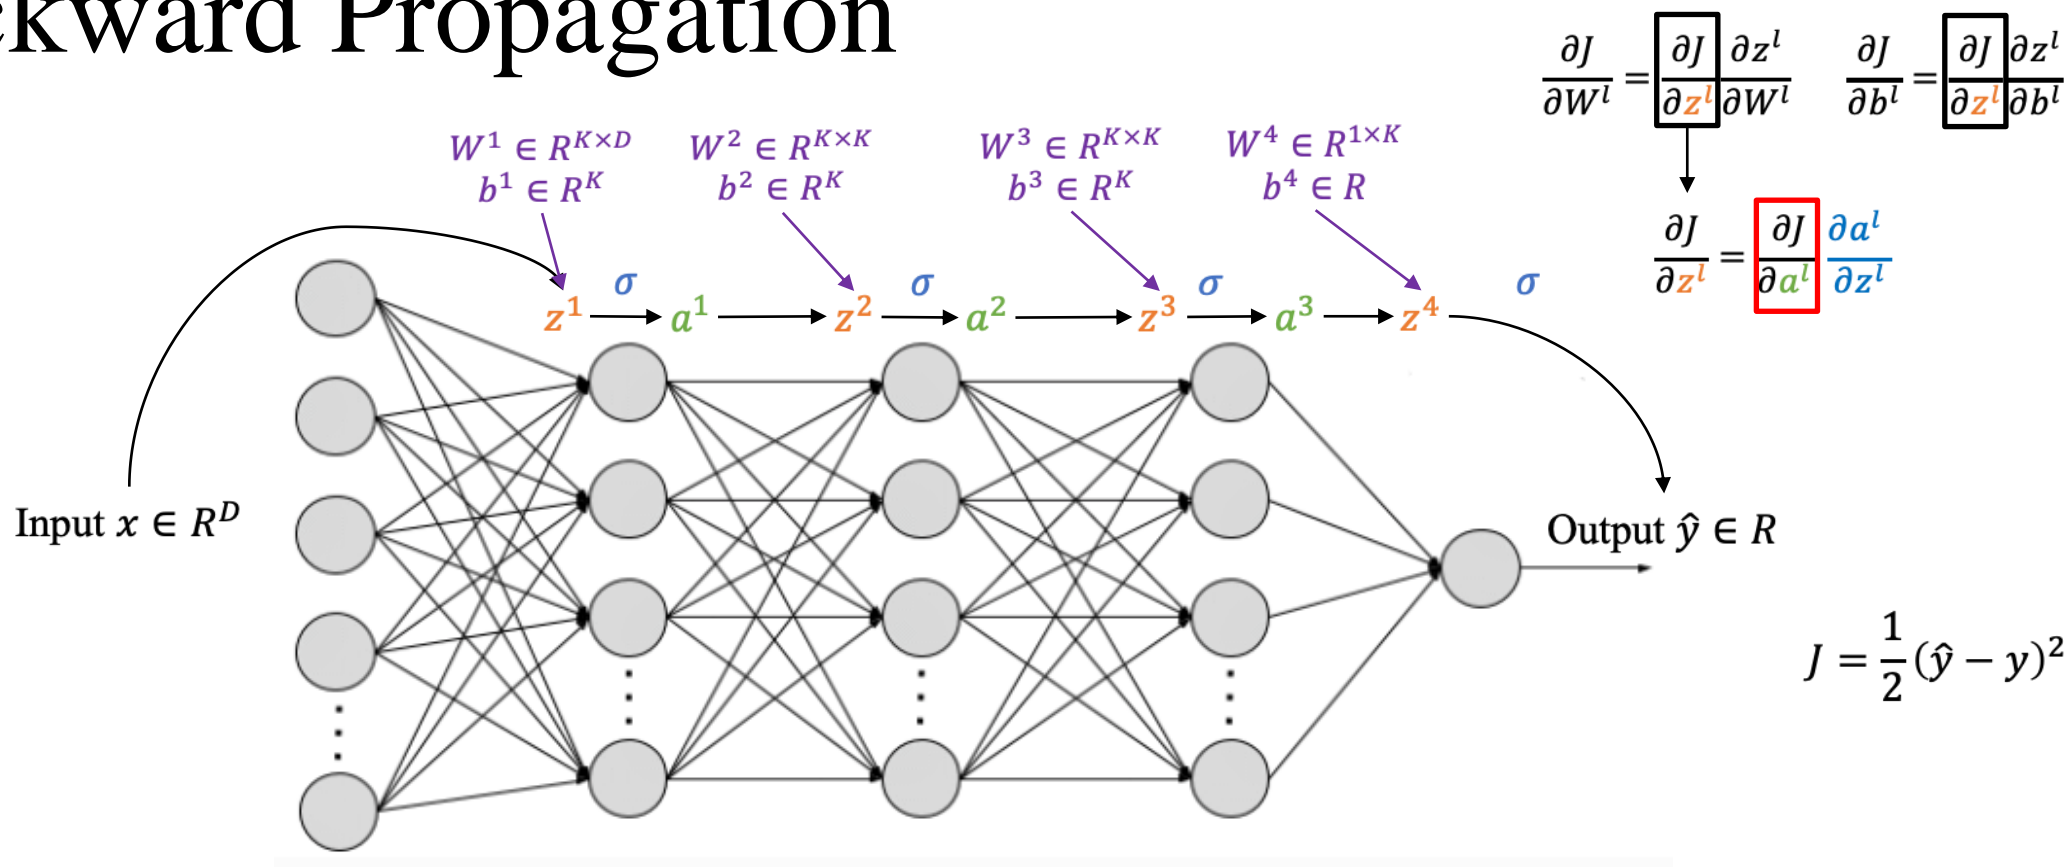 ckward Propagation
∂J/∂W^l = ∂J/∂z^l ∂z^l/∂W^l    ∂J/∂b^l = ∂J/∂z^l ∂z^l/∂b^l
W^1 ∈ R^{K×D}    W^2 ∈ R^{K×K}    W^3 ∈ R^{K×K}    W^4 ∈ R^{1×K}
b^1 ∈ R^K    b^2 ∈ R^K    b^3 ∈ R^K    b^4 ∈ R
∂J/∂z^l = ∂J/∂a^l ∂a^l/∂z^l
σ    σ    σ    σ
z^1    a^1    z^2    a^2    z^3    a^3    z^4
Input x ∈ R^D
Output ŷ ∈ R
J = 1/2 (ŷ − y)^2